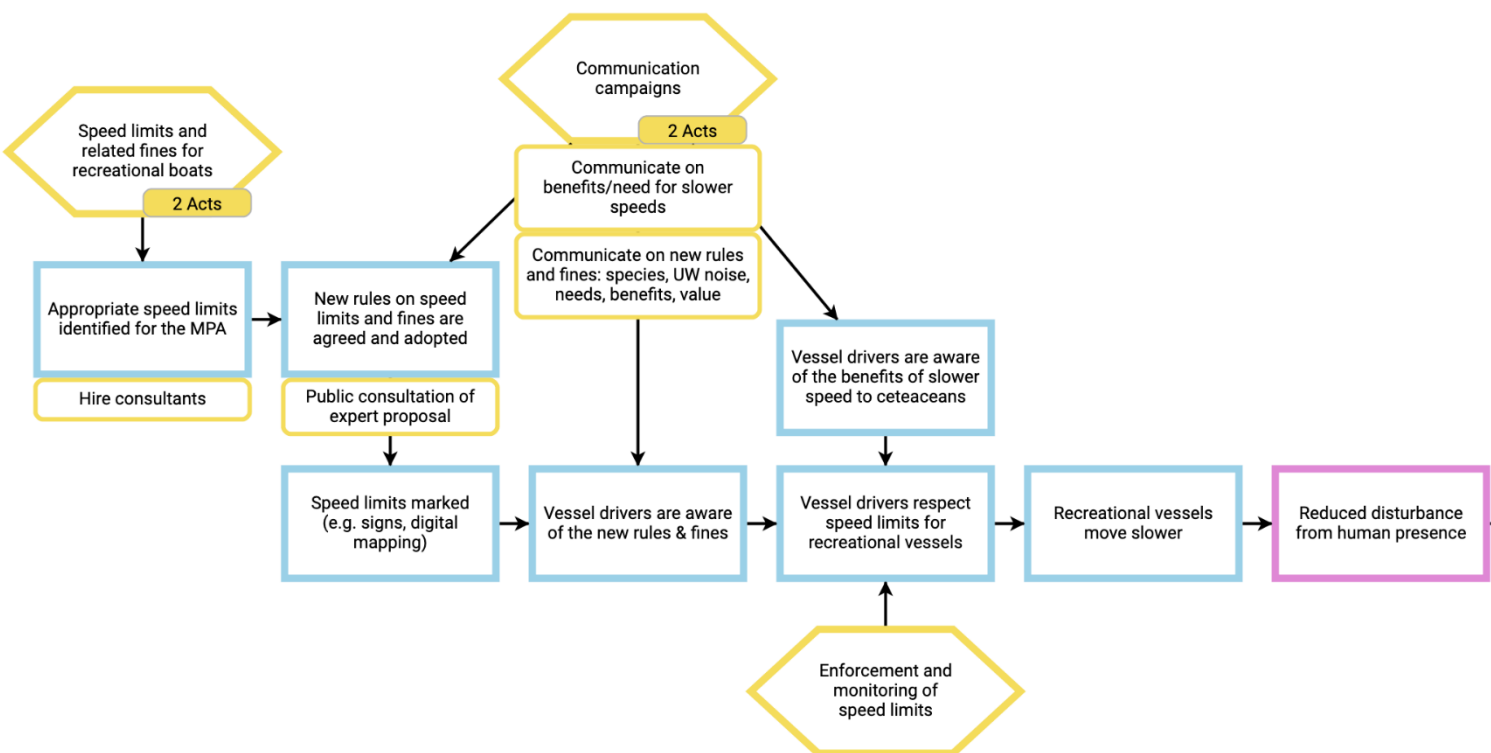 Communication
campaigns
2 Acts
Speed limits and
related fines for
recreational boats
2 Acts
Communicate on
benefits/need for slower
speeds
Communicate on new rules
and fines: species, UW noise,
needs, benefits, value
Appropriate speed limits
identified for the MPA
Hire consultants
New rules on speed
limits and fines are
agreed and adopted
Public consultation of
expert proposal
Vessel drivers are aware
of the benefits of slower
speed to ceteaceans
Speed limits marked
(e.g. signs, digital
mapping)
Vessel drivers are aware
of the new rules & fines
Vessel drivers respect
speed limits for
recreational vessels
Recreational vessels
move slower
Reduced disturbance
from human presence
Enforcement and
monitoring of
speed limits